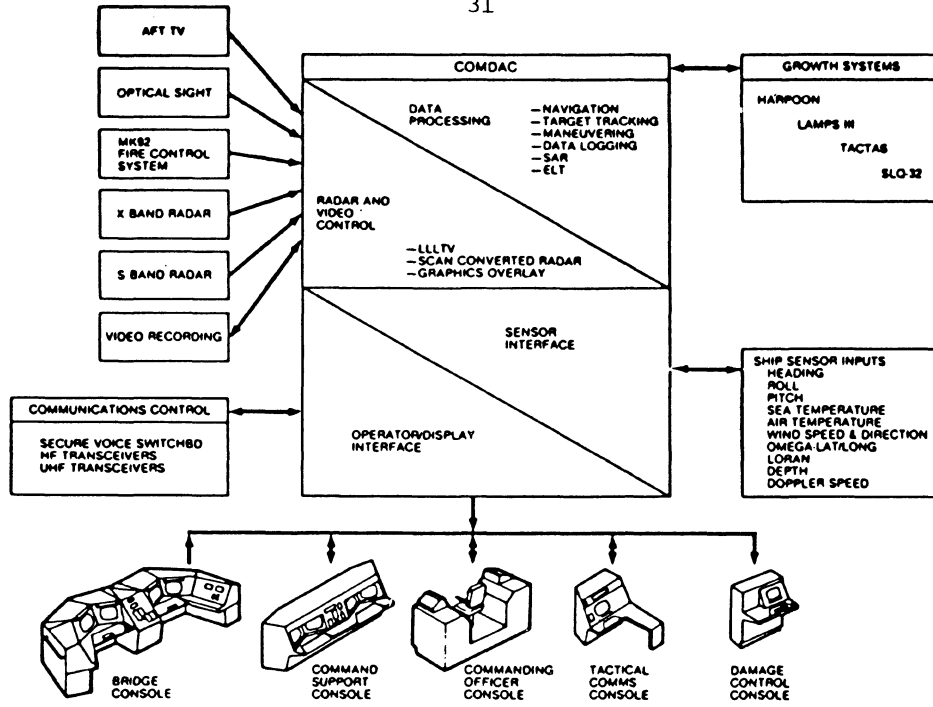 31
AFT TV
OPTICAL SIGHT
MK92
FIRE CONTROL
SYSTEM
X BAND RADAR
S BAND RADAR
VIDEO RECORDING
COMMUNICATIONS CONTROL
SECURE VOICE SWITCHBD
HF TRANSCEIVERS
UHF TRANSCEIVERS
COMDAC
DATA
PROCESSING
– NAVIGATION
– TARGET TRACKING
– MANEUVERING
– DATA LOGGING
– SAR
– ELT
RADAR AND
VIDEO
CONTROL
– LLLTV
– SCAN CONVERTED RADAR
– GRAPHICS OVERLAY
SENSOR
INTERFACE
OPERATOR/DISPLAY
INTERFACE
GROWTH SYSTEMS
HARPOON
LAMPS III
TACTAS
SLQ-32
SHIP SENSOR INPUTS
HEADING
ROLL
PITCH
SEA TEMPERATURE
AIR TEMPERATURE
WIND SPEED & DIRECTION
OMEGA-LAT/LONG
LORAN
DEPTH
DOPPLER SPEED
BRIDGE
CONSOLE
COMMAND
SUPPORT
CONSOLE
COMMANDING
OFFICER
CONSOLE
TACTICAL
COMMS
CONSOLE
DAMAGE
CONTROL
CONSOLE